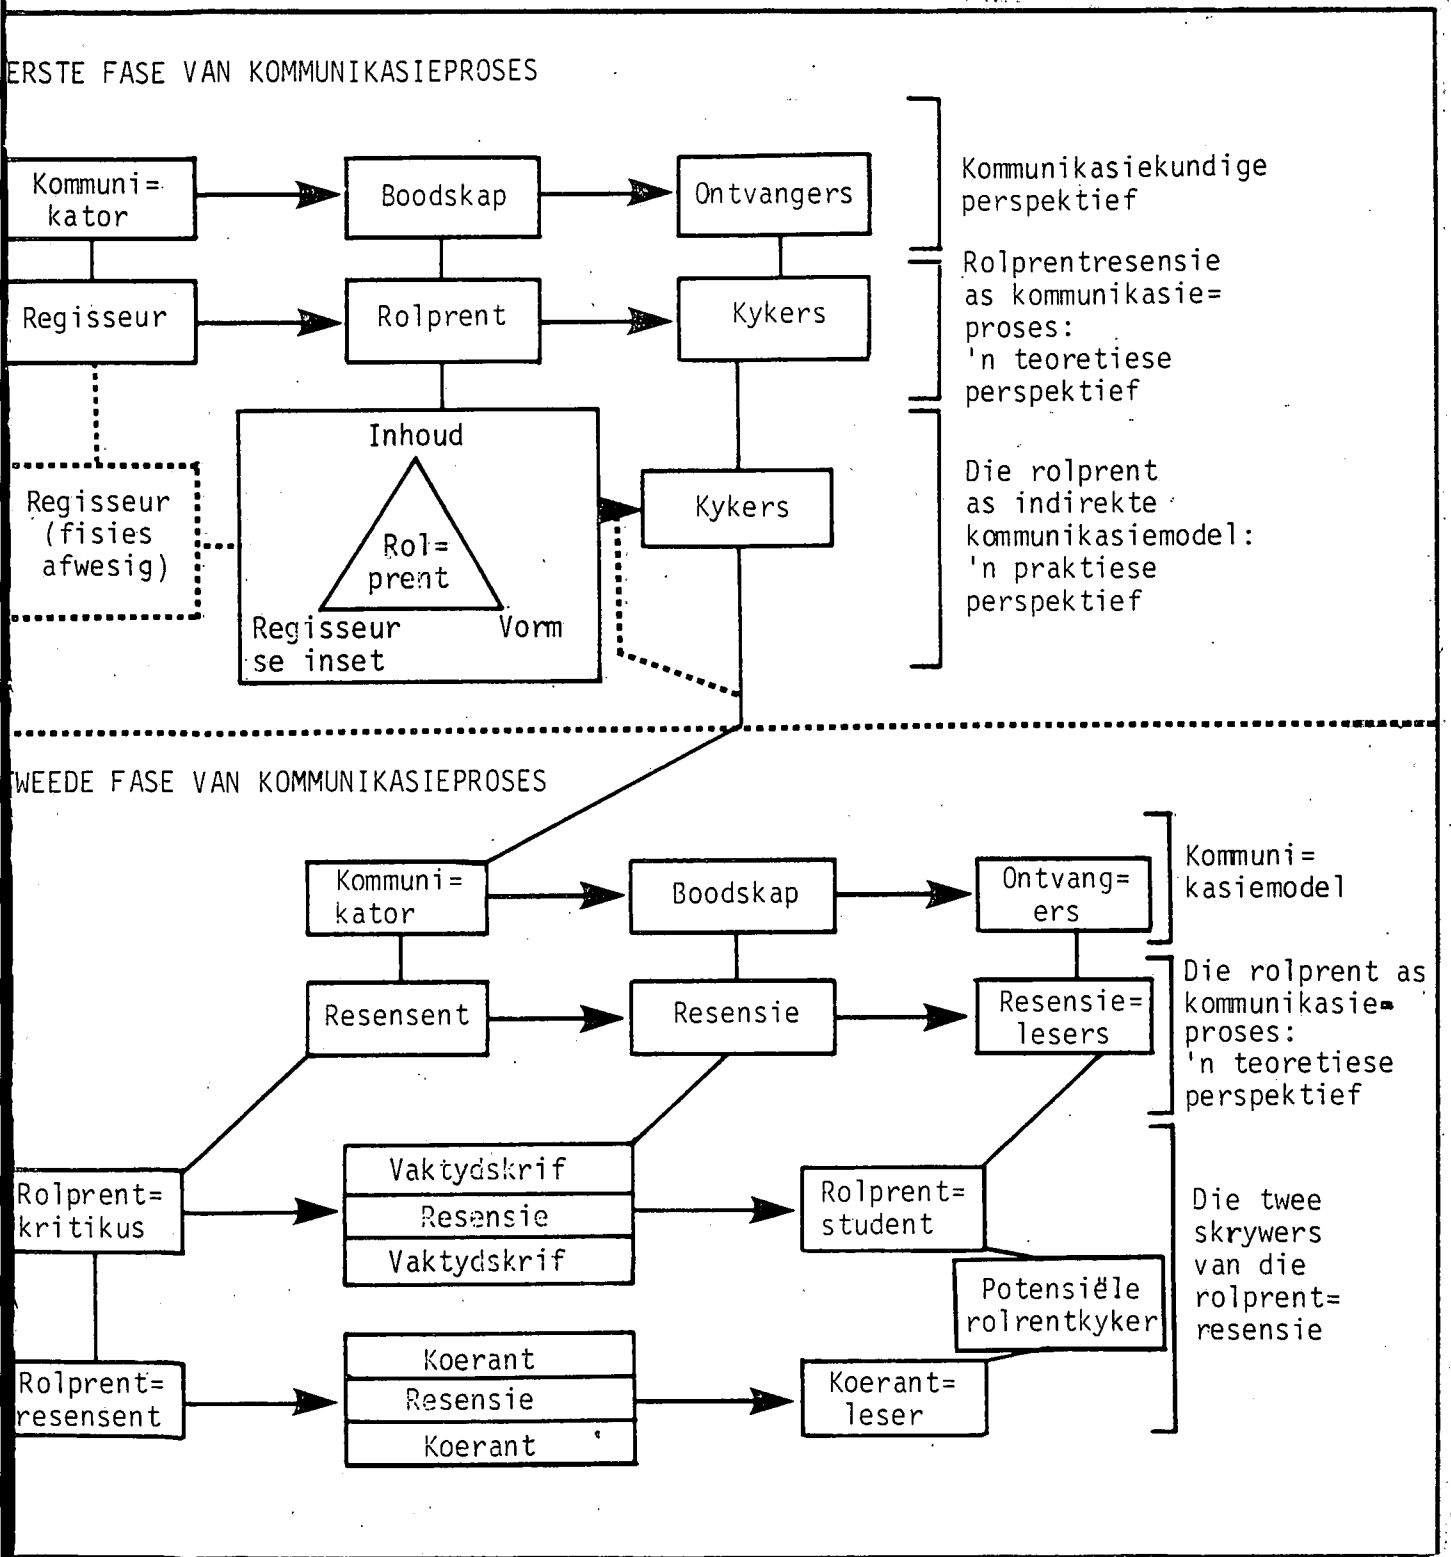 ERSTE FASE VAN KOMMUNIKASIEPROSES
Kommuni=
kator
Boodskap
Ontvangers
Kommunikasiekundige
perspektief
Regisseur
Rolprent
Kykers
Rolprentresensie
as kommunikasie=
proses:
'n teoretiese
perspektief
Regisseur
(fisies
afwesig)
Inhoud
Rol=
prent
Regisseur
se inset
Vorm
Kykers
Die rolprent
as indirekte
kommunikasiemodel:
'n praktiese
perspektief
TWEEDE FASE VAN KOMMUNIKASIEPROSES
Kommuni=
kator
Boodskap
Ontvang=
ers
Kommuni=
kasiemodel
Resensent
Resensie
Resensie=
lesers
Die rolprent as
kommunikasie=
proses:
'n teoretiese
perspektief
Rolprent=
kritikus
Vaktydskrif
Resensie
Vaktydskrif
Rolprent=
student
Potensiële
rolrentkyker
Die twee
skrywers
van die
rolprent=
resensie
Rolprent=
resensent
Koerant
Resensie
Koerant
Koerant=
leser